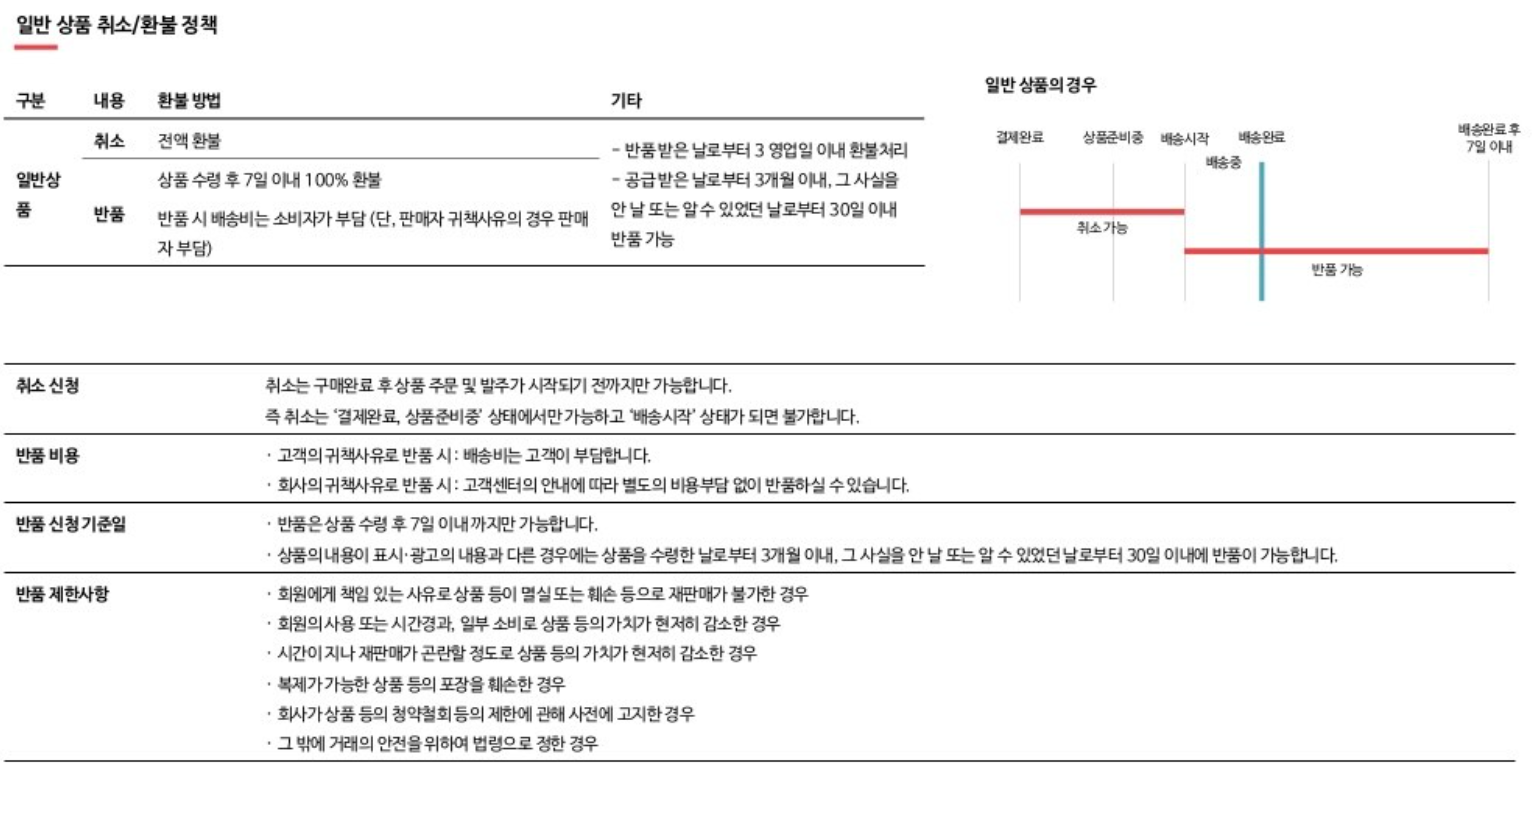 일반 상품 취소/환불 정책
구분 내용 환불 방법 기타
취소 전액 환불
일반상
품
반품
상품 수령 후 7일 이내 100% 환불
반품 시 배송비는 소비자가 부담 (단, 판매자 귀책사유의 경우 판매
자 부담)
- 반품받은 날로부터 3 영업일 이내 환불처리
- 공급받은 날로부터 3개월 이내, 그 사실을
안 날 또는 알 수 있었던 날로부터 30일 이내
반품 가능
일반 상품의 경우
결제완료 상품준비중 배송시작 배송완료 배송완료 후
7일 이내
배송중
취소 가능
반품 가능
취소 신청 취소는 구매완료 후 상품 주문 및 발주가 시작되기 전까지만 가능합니다.
즉 취소는 '결제완료, 상품준비중' 상태에서만 가능하고 '배송시작' 상태가 되면 불가합니다.
반품 비용 · 고객의 귀책사유로 반품 시 : 배송비는 고객이 부담합니다.
· 회사의 귀책사유로 반품 시 : 고객센터의 안내에 따라 별도의 비용부담 없이 반품하실 수 있습니다.
반품 신청 기준일 · 반품은 상품 수령 후 7일 이내 까지만 가능합니다.
· 상품의 내용이 표시·광고의 내용과 다른 경우에는 상품을 수령한 날로부터 3개월 이내, 그 사실을 안 날 또는 알 수 있었던 날로부터 30일 이내에 반품이 가능합니다.
반품 제한사항 · 회원에게 책임 있는 사유로 상품 등이 멸실 또는 훼손 등으로 재판매가 불가한 경우
· 회원의 사용 또는 시간경과, 일부 소비로 상품 등의 가치가 현저히 감소한 경우
· 시간이 지나 재판매가 곤란할 정도로 상품 등의 가치가 현저히 감소한 경우
· 복제가 가능한 상품 등의 포장을 훼손한 경우
· 회사가 상품 등의 청약철회 등의 제한에 관해 사전에 고지한 경우
· 그 밖에 거래의 안전을 위하여 법령으로 정한 경우